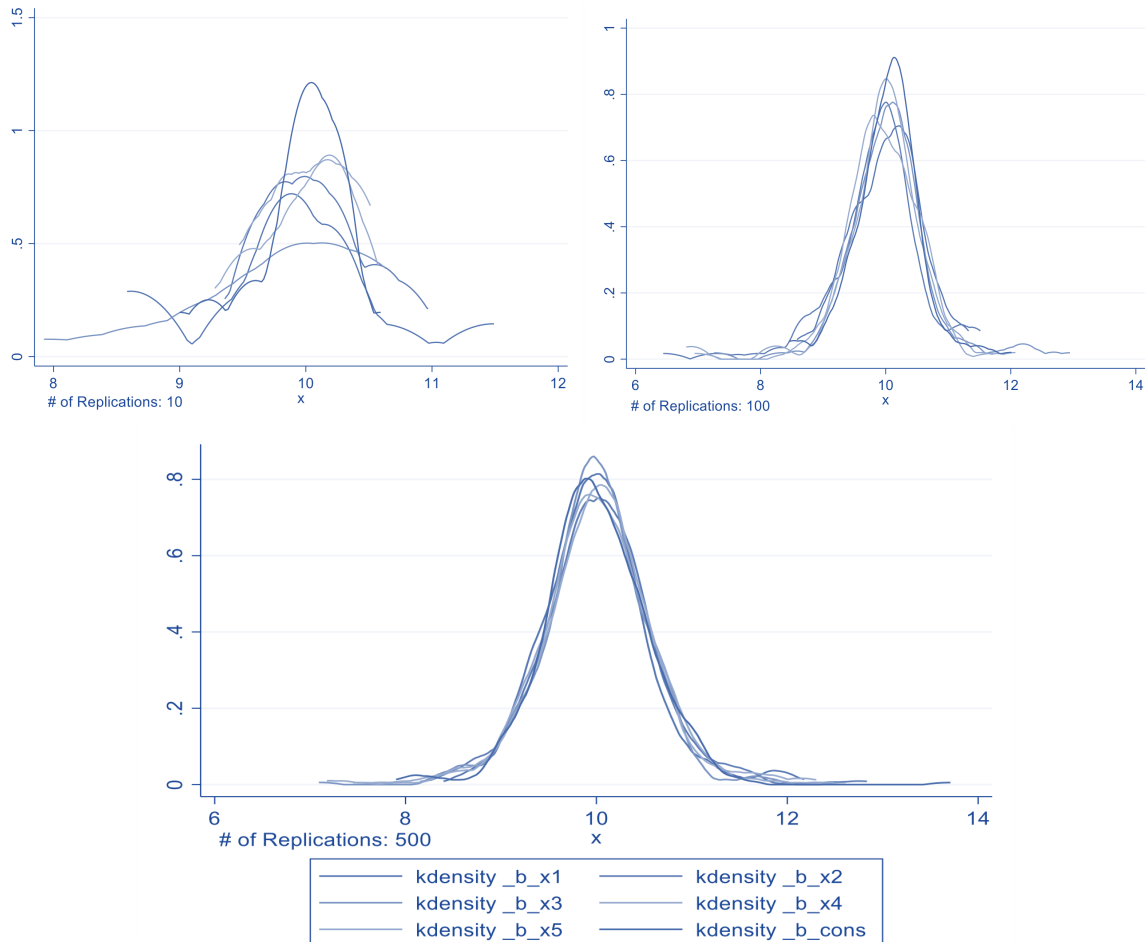 1.5
1
.5
0
8 9 10 11 12
x
# of Replications: 10
1
.8
.6
.4
.2
0
6 8 10 12 14
x
# of Replications: 100
.8
.6
.4
.2
0
6 8 10 12 14
x
# of Replications: 500
kdensity _b_x1 kdensity _b_x2
kdensity _b_x3 kdensity _b_x4
kdensity _b_x5 kdensity _b_cons